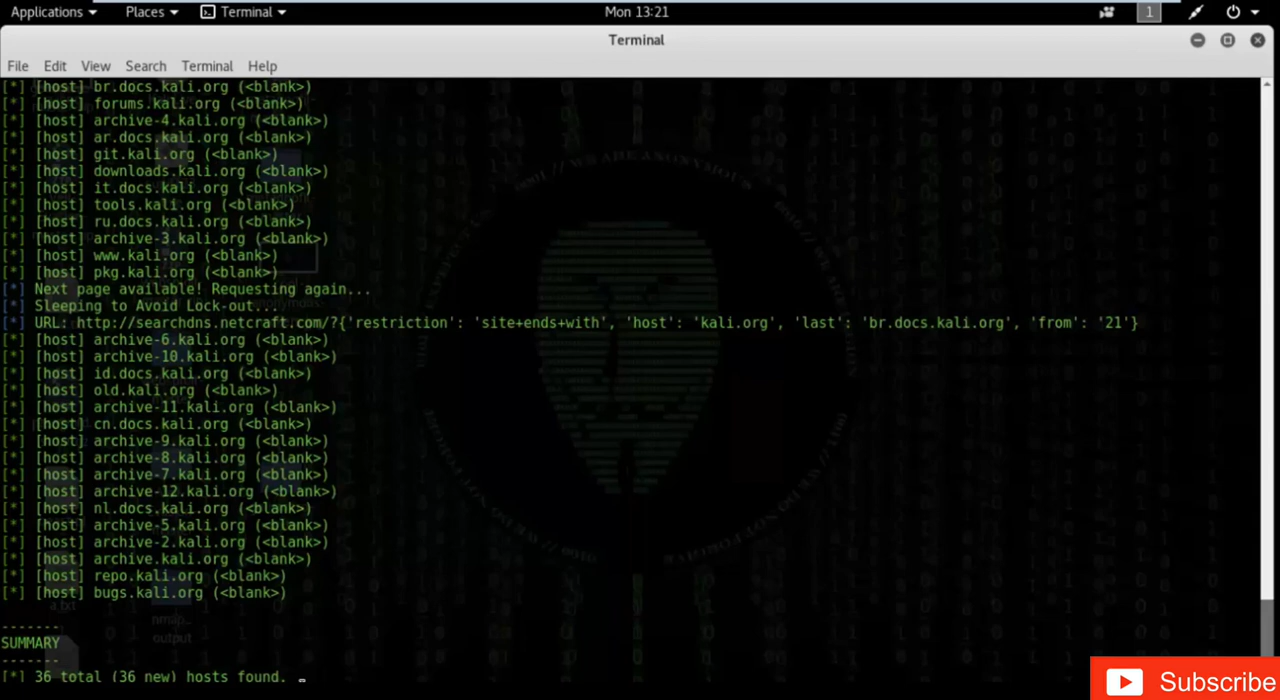 Applications Places Terminal Mon 13:21 1
Terminal
File Edit View Search Terminal Help
[*] [host] br.docs.kali.org (<blank>)
[*] [host] forums.kali.org (<blank>)
[*] [host] archive-4.kali.org (<blank>)
[*] [host] ar.docs.kali.org (<blank>)
[*] [host] git.kali.org (<blank>)
[*] [host] downloads.kali.org (<blank>)
[*] [host] it.docs.kali.org (<blank>)
[*] [host] tools.kali.org (<blank>)
[*] [host] ru.docs.kali.org (<blank>)
[*] [host] archive-3.kali.org (<blank>)
[*] [host] www.kali.org (<blank>)
[*] [host] pkg.kali.org (<blank>)
[*] Next page available! Requesting again...
[*] Sleeping to Avoid Lock-out...
[*] URL: http://searchdns.netcraft.com/?{'restriction': 'site+ends+with', 'host': 'kali.org', 'last': 'br.docs.kali.org', 'from': '21'}
[*] [host] archive-6.kali.org (<blank>)
[*] [host] archive-10.kali.org (<blank>)
[*] [host] id.docs.kali.org (<blank>)
[*] [host] old.kali.org (<blank>)
[*] [host] archive-11.kali.org (<blank>)
[*] [host] cn.docs.kali.org (<blank>)
[*] [host] archive-9.kali.org (<blank>)
[*] [host] archive-8.kali.org (<blank>)
[*] [host] archive-7.kali.org (<blank>)
[*] [host] archive-12.kali.org (<blank>)
[*] [host] nl.docs.kali.org (<blank>)
[*] [host] archive-5.kali.org (<blank>)
[*] [host] archive-2.kali.org (<blank>)
[*] [host] archive.kali.org (<blank>)
[*] [host] repo.kali.org (<blank>)
[*] [host] bugs.kali.org (<blank>)
a.txt
nmap_
output
-------
SUMMARY
-------
[*] 36 total (36 new) hosts found.
Subscribe